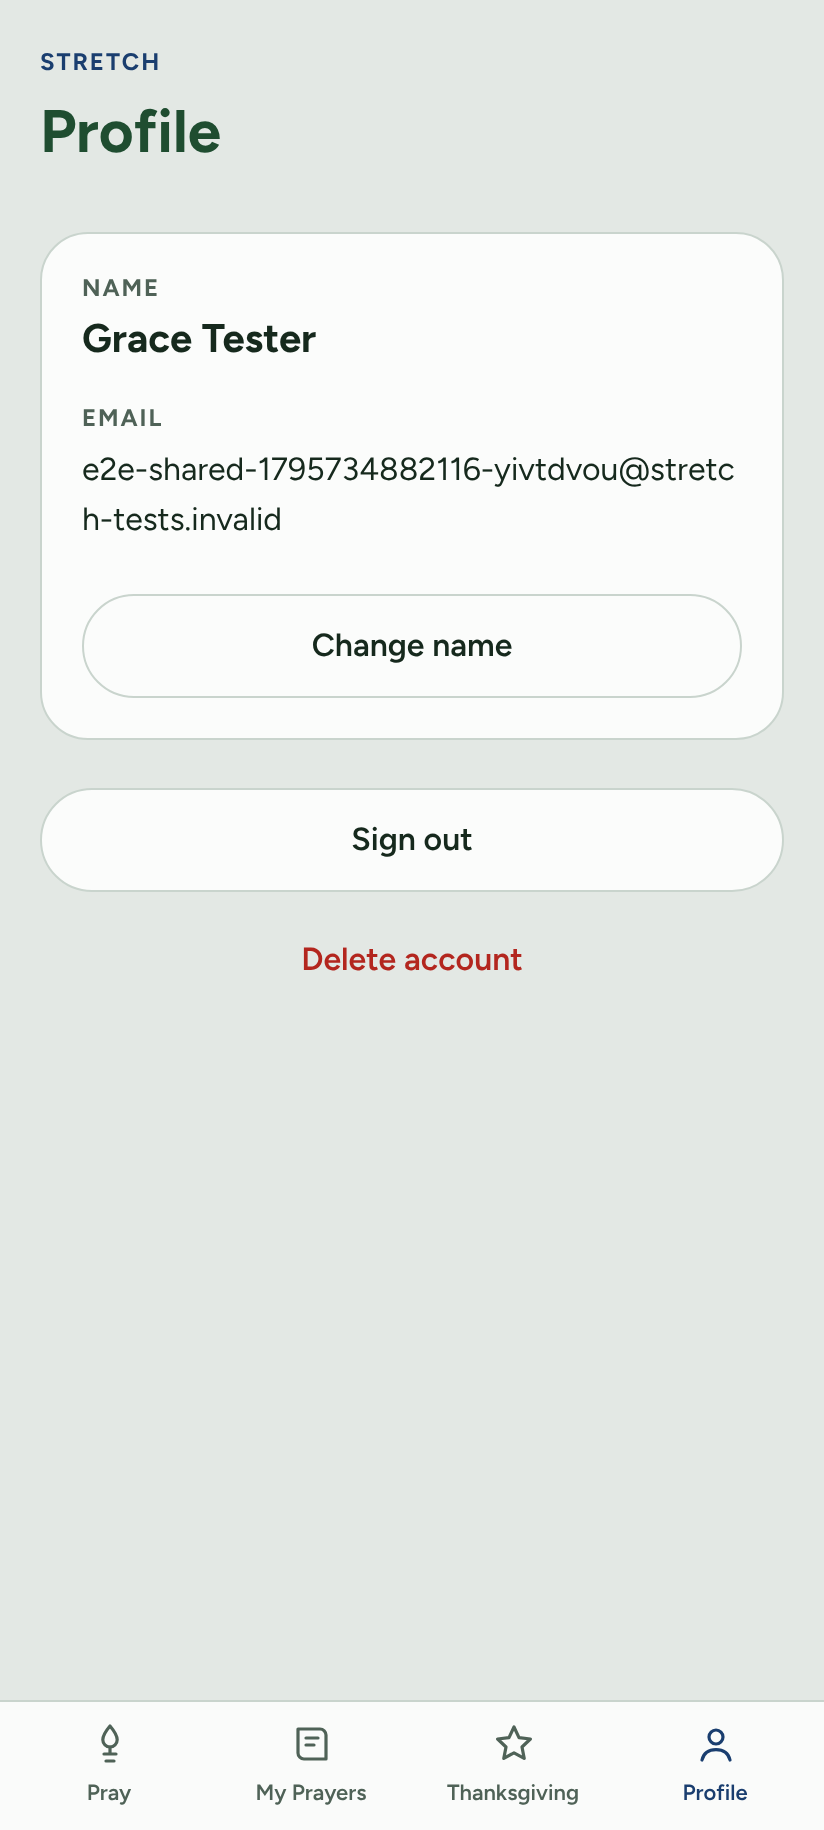 STRETCH
Profile
NAME
Grace Tester
EMAIL
e2e-shared-1795734882116-yivtdvou@stretc
h-tests.invalid
Change name
Sign out
Delete account
Pray
My Prayers
Thanksgiving
Profile